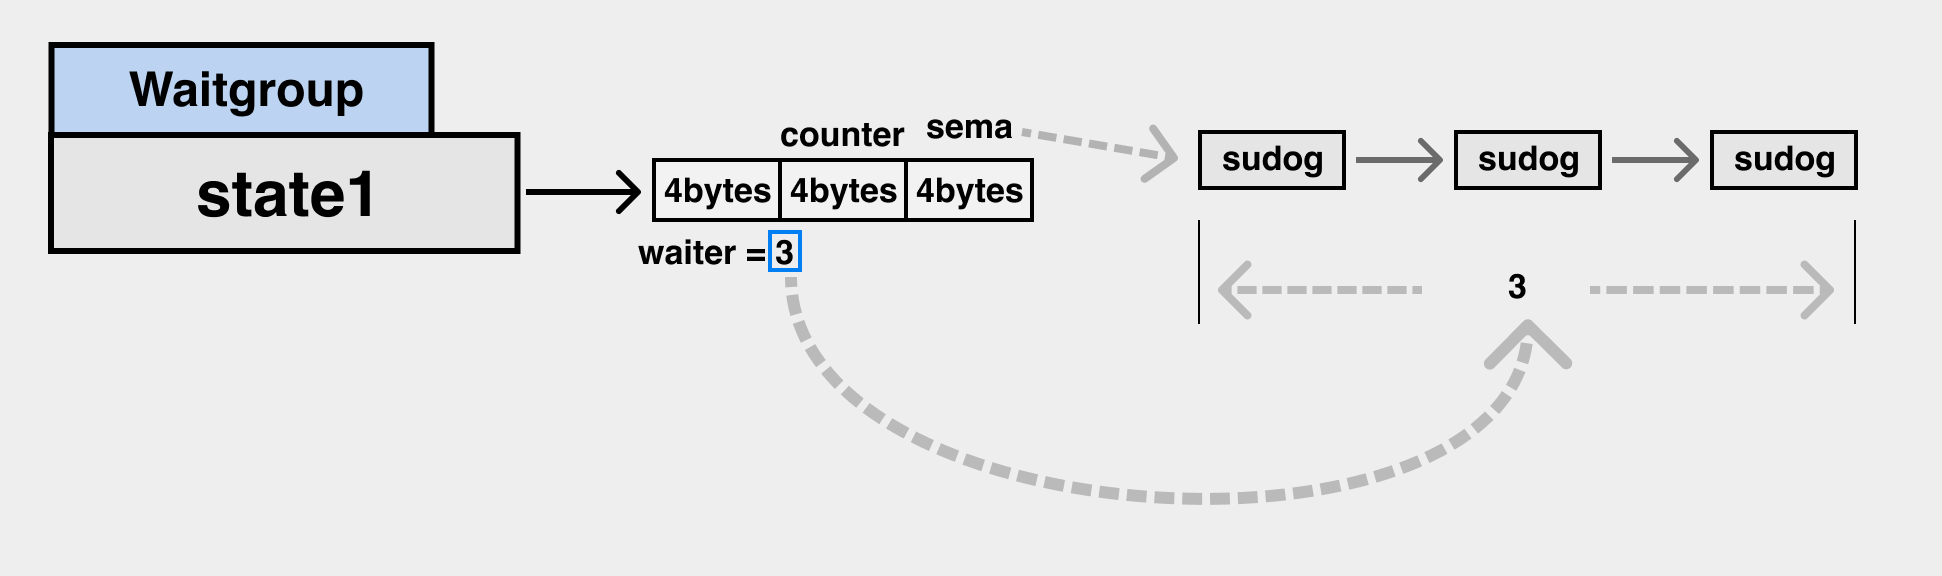 Waitgroup
state1
counter sema
4bytes 4bytes 4bytes
waiter = 3
sudog sudog sudog
3